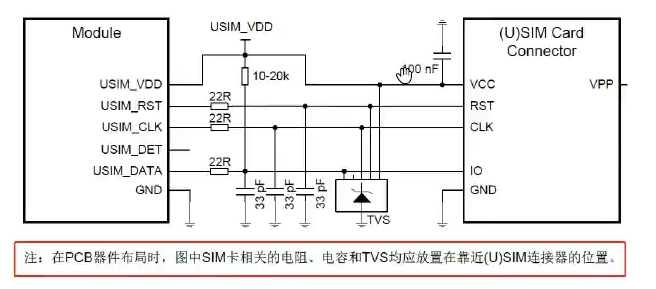 Module
USIM_VDD
(U)SIM Card
Connector
10-20k
100 nF
USIM_VDD
VCC
VPP
22R
USIM_RST
RST
22R
USIM_CLK
CLK
USIM_DET
22R
USIM_DATA
IO
GND
33 pF
33 pF
33 pF
GND
TVS
注：在PCB器件布局时，图中SIM卡相关的电阻、电容和TVS均应放置在靠近(U)SIM连接器的位置。